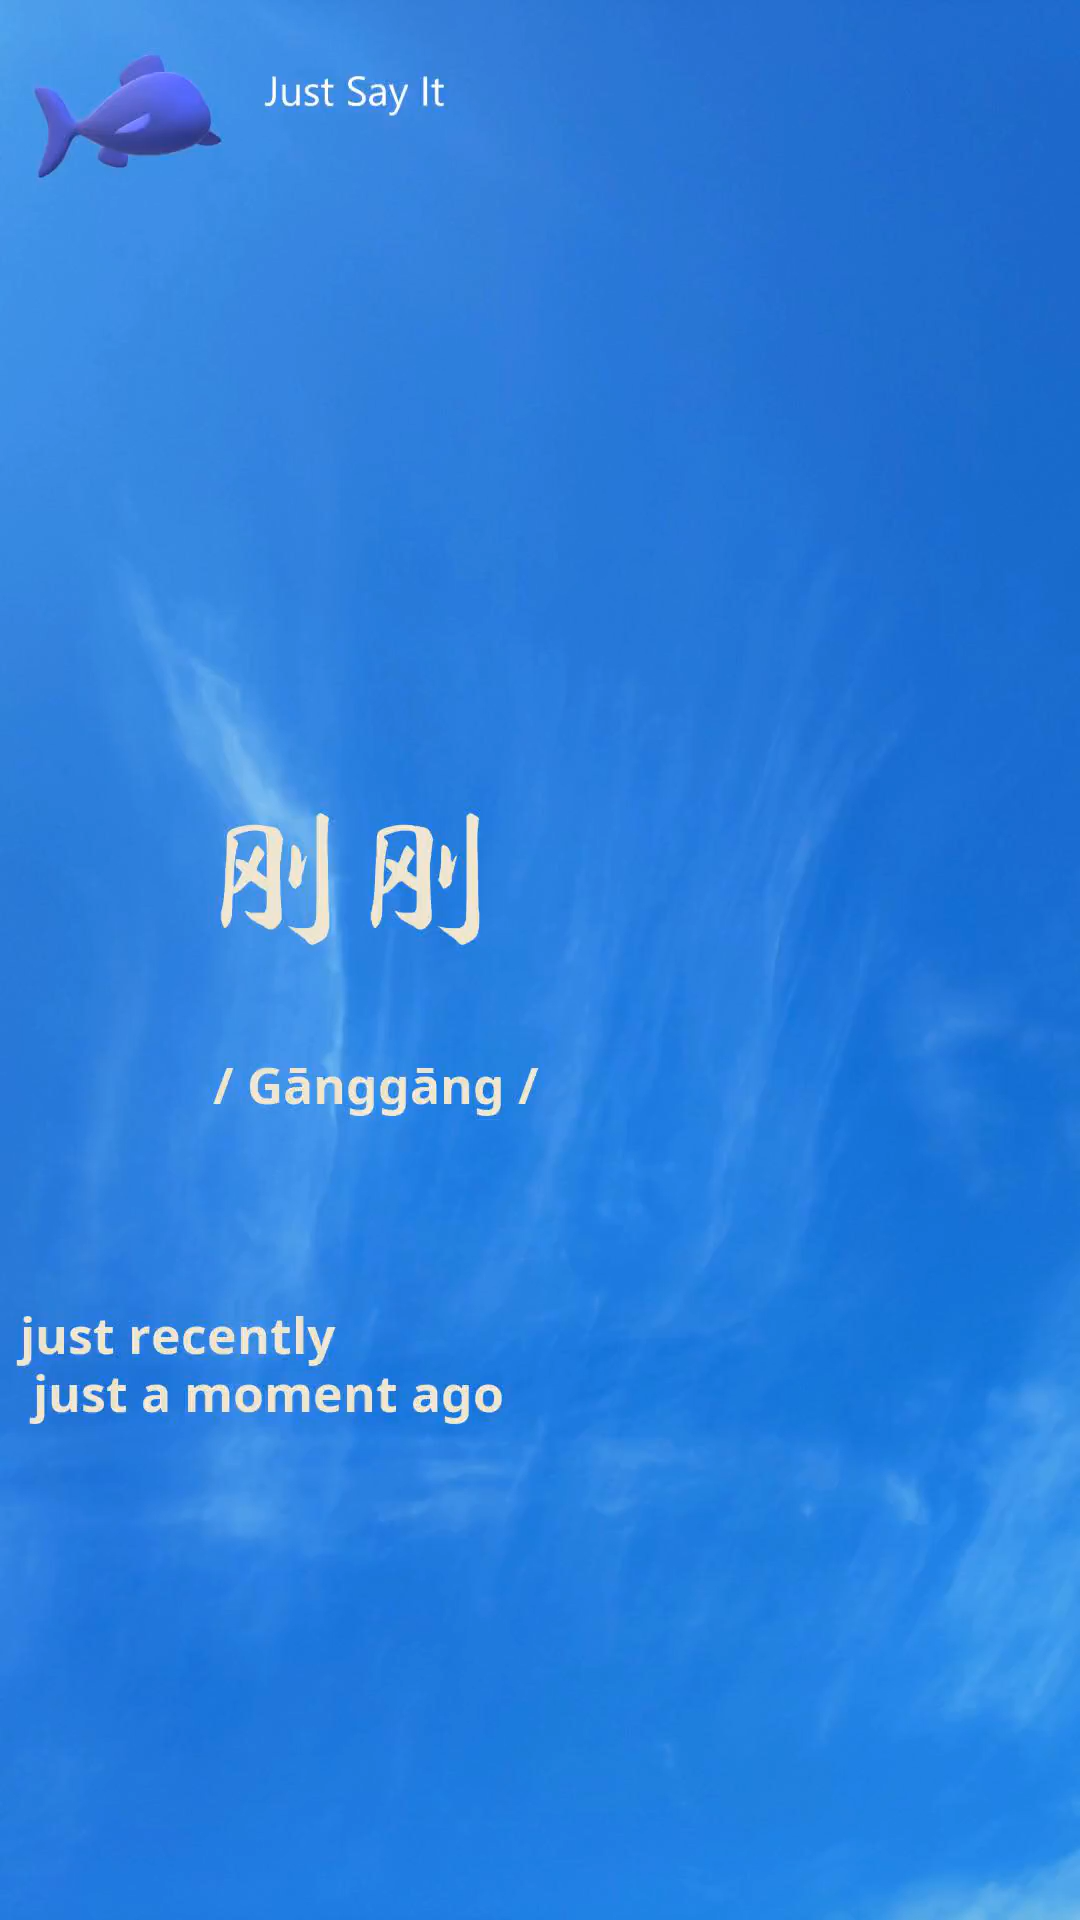 Just Say It
刚刚
/ Gānggāng /
just recently
just a moment ago